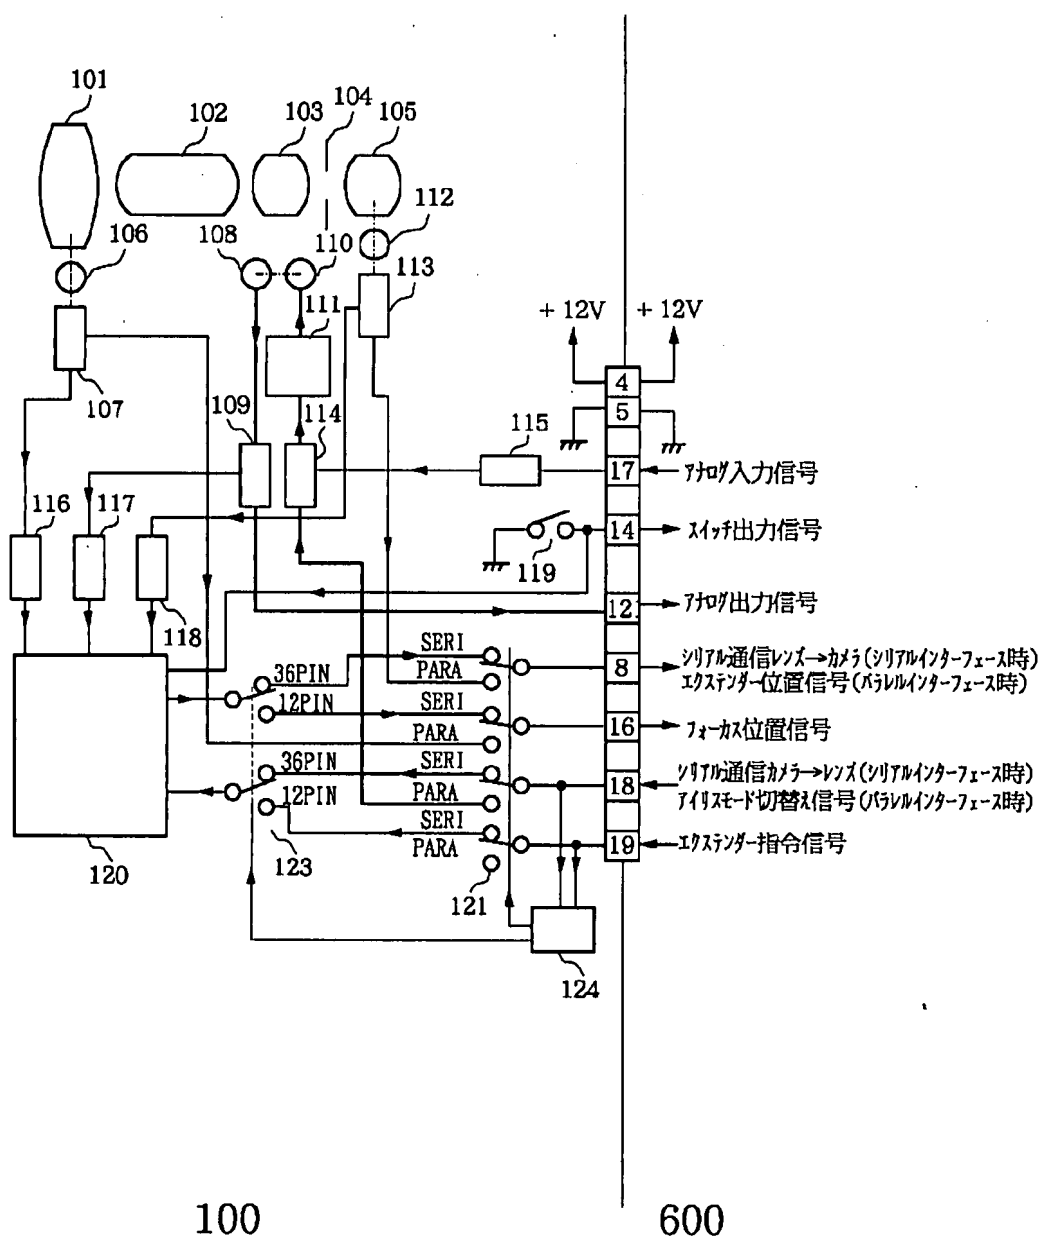 101
102
103
104
105
106
108
110
112
113
111
107
109
114
115
116
117
118
119
+12V
+12V
4
5
17
アナログ入力信号
14
スイッチ出力信号
12
アナログ出力信号
SERI
PARA
8
シリアル通信レンズ→カメラ(シリアルインターフェース時)
エクステンダー位置信号(パラレルインターフェース時)
36PIN
12PIN
SERI
PARA
16
フォーカス位置信号
36PIN
12PIN
SERI
PARA
18
シリアル通信カメラ→レンズ(シリアルインターフェース時)
アイリスモード切替え信号(パラレルインターフェース時)
SERI
PARA
19
エクステンダー指令信号
120
123
121
124
100
600